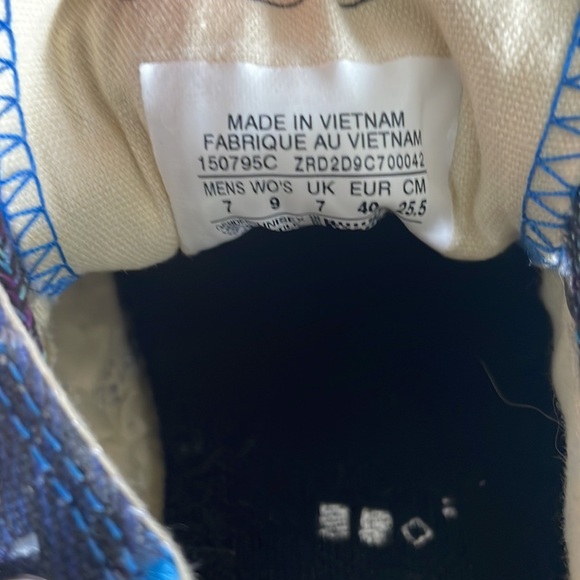 MADE IN VIETNAM
FABRIQUE AU VIETNAM
150795C ZRD2D9C700042
MENS WO'S UK EUR CM
7 9 7 40 25.5
UNISEX